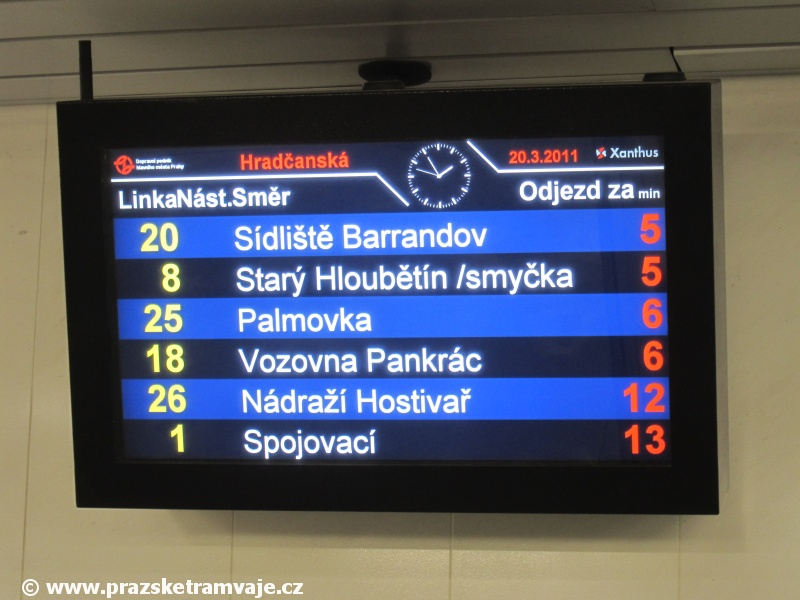 Dopravní podnik
hlavního města Prahy
Hradčanská
20.3.2011
Xanthus
LinkaNást.Směr
Odjezd za min
20 Sídliště Barrandov 5
8 Starý Hloubětín /smyčka 5
25 Palmovka 6
18 Vozovna Pankrác 6
26 Nádraží Hostivař 12
1 Spojovací 13
© www.prazsketramvaje.cz